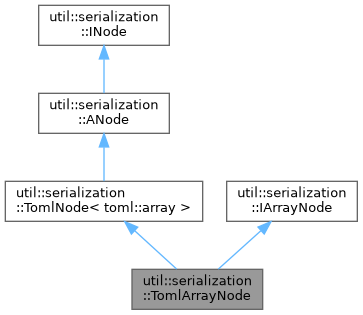 util::serialization
::INode
util::serialization
::ANode
util::serialization
::TomlNode< toml::array >
util::serialization
::IArrayNode
util::serialization
::TomlArrayNode